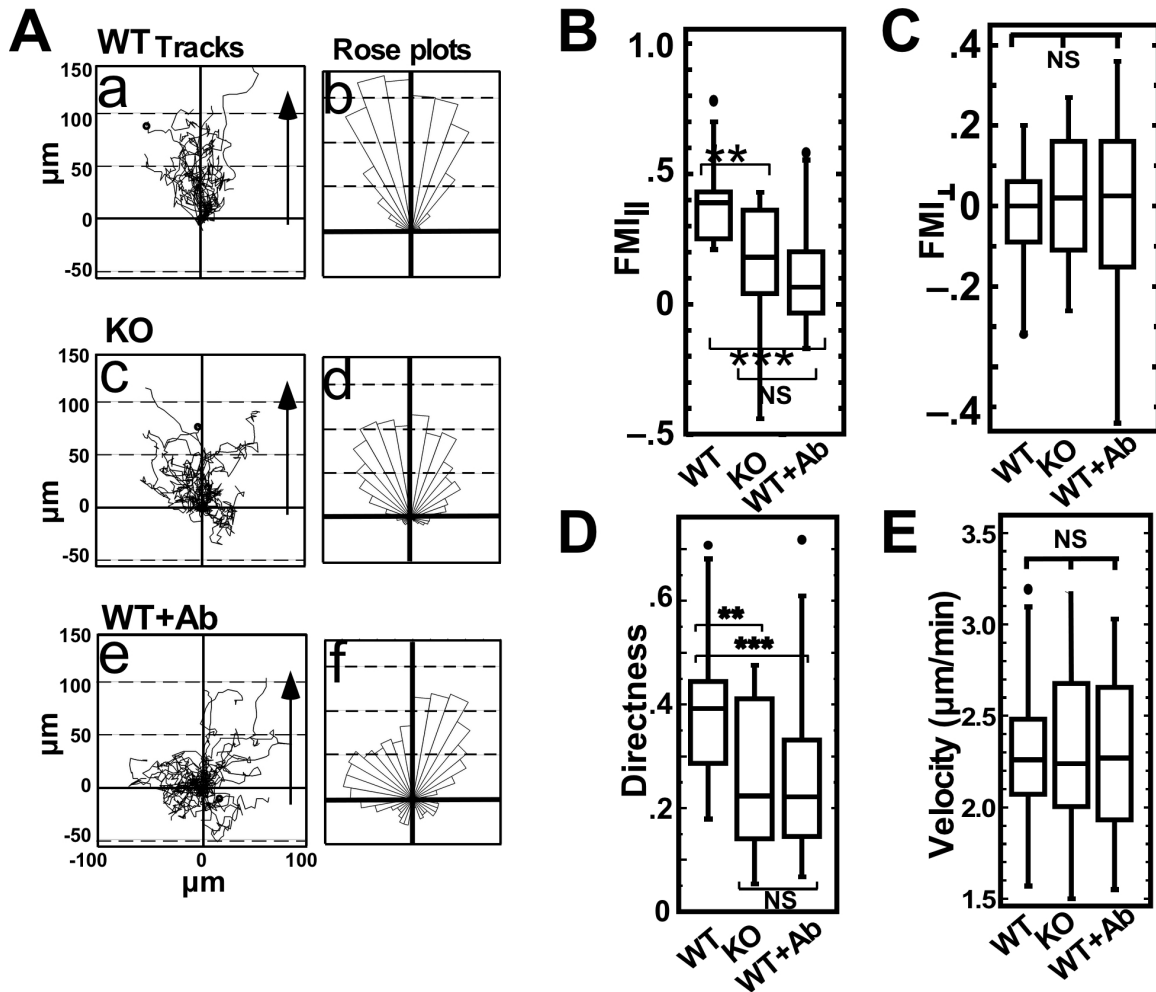 A
WT Tracks
Rose plots
a
b
150
100
50
0
-50
µm
KO
c
d
150
100
50
0
-50
µm
WT+Ab
e
f
150
100
50
0
-50
µm
-100
0
100
µm
B
1.0
.5
0
–.5
FMI||
**
***
NS
WT
KO
WT+Ab
C
.4
.2
0
–.2
–.4
FMI⊥
NS
WT
KO
WT+Ab
D
.6
.4
.2
0
Directness
**
***
NS
WT
KO
WT+Ab
E
3.5
3.0
2.5
2.0
1.5
Velocity (µm/min)
NS
WT
KO
WT+Ab